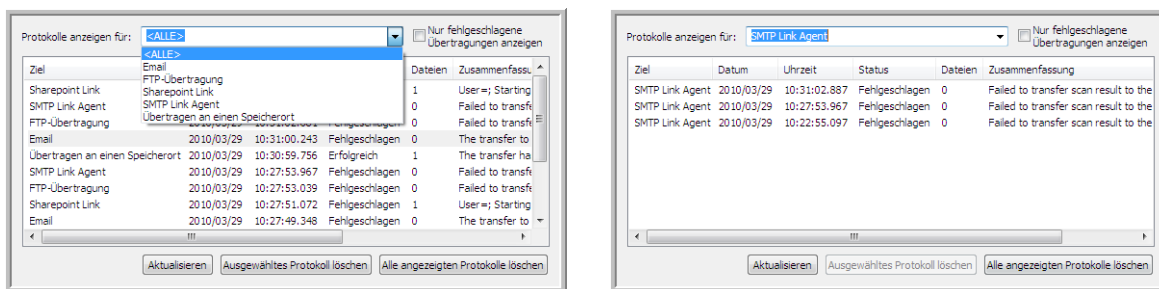 Protokolle anzeigen für: <ALLE> Nur fehlgeschlagene Übertragungen anzeigen
<ALLE>
Email
FTP-Übertragung
Sharepoint Link
SMTP Link Agent
Übertragen an einen Speicherort
Ziel Dateien Zusammenfassu
Sharepoint Link 1 User=; Starting
SMTP Link Agent 0 Failed to transfe
FTP-Übertragung 2010/03/29 Fehlgeschlagen 0 Failed to transfe
Email 2010/03/29 10:31:00.243 Fehlgeschlagen 0 The transfer to
Übertragen an einen Speicherort 2010/03/29 10:30:59.756 Erfolgreich 1 The transfer ha
SMTP Link Agent 2010/03/29 10:27:53.967 Fehlgeschlagen 0 Failed to transfe
FTP-Übertragung 2010/03/29 10:27:53.039 Fehlgeschlagen 0 Failed to transfe
Sharepoint Link 2010/03/29 10:27:51.072 Fehlgeschlagen 1 User=; Starting
Email 2010/03/29 10:27:49.348 Fehlgeschlagen 0 The transfer to
Aktualisieren Ausgewähltes Protokoll löschen Alle angezeigten Protokolle löschen
Protokolle anzeigen für: SMTP Link Agent Nur fehlgeschlagene Übertragungen anzeigen
Ziel Datum Uhrzeit Status Dateien Zusammenfassung
SMTP Link Agent 2010/03/29 10:31:02.887 Fehlgeschlagen 0 Failed to transfer scan result to the
SMTP Link Agent 2010/03/29 10:27:53.967 Fehlgeschlagen 0 Failed to transfer scan result to the
SMTP Link Agent 2010/03/29 10:22:55.097 Fehlgeschlagen 0 Failed to transfer scan result to the
Aktualisieren Ausgewähltes Protokoll löschen Alle angezeigten Protokolle löschen